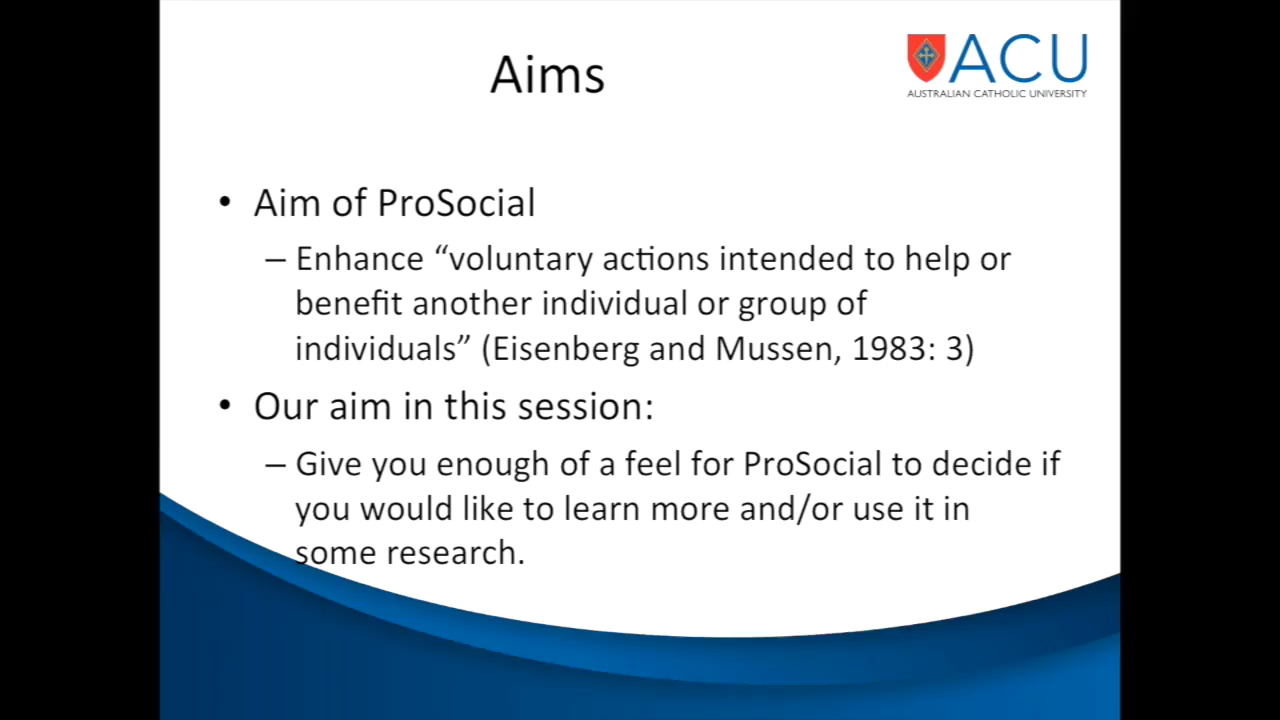 Aims
ACU
AUSTRALIAN CATHOLIC UNIVERSITY
• Aim of ProSocial
– Enhance “voluntary actions intended to help or
benefit another individual or group of
individuals” (Eisenberg and Mussen, 1983: 3)
• Our aim in this session:
– Give you enough of a feel for ProSocial to decide if
you would like to learn more and/or use it in
some research.